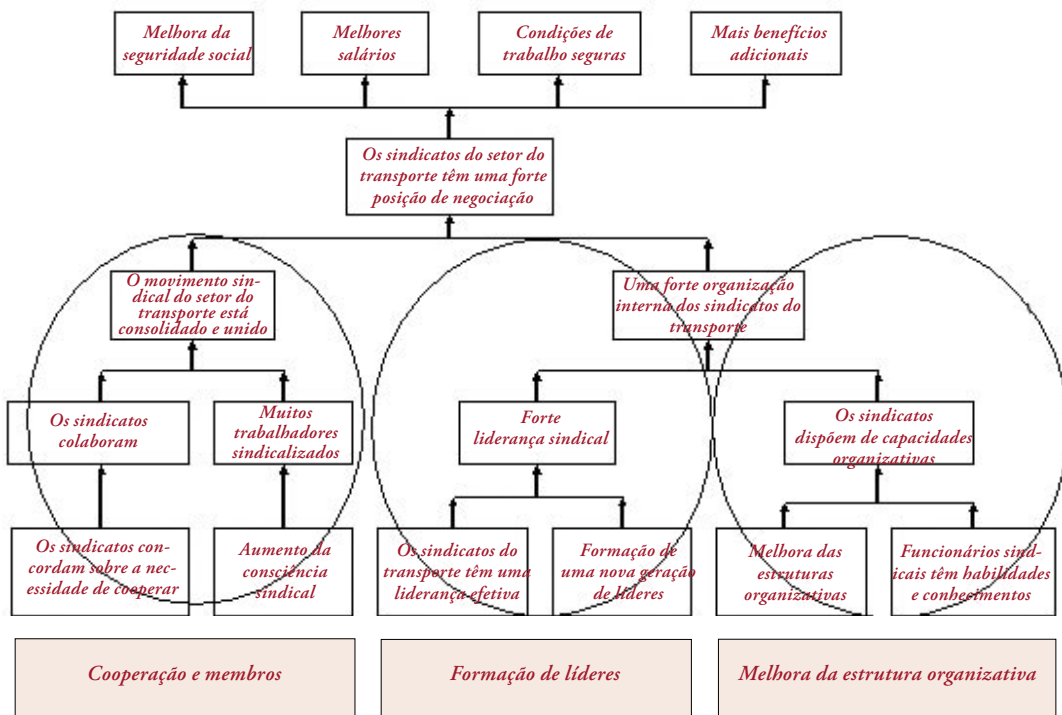 Melhora da
seguridade social
Melhores
salários
Condições de
trabalho seguras
Mais benefícios
adicionais
Os sindicatos do setor do
transporte têm uma forte
posição de negociação
O movimento sin-
dical do setor do
transporte está
consolidado e unido
Uma forte organização
interna dos sindicatos do
transporte
Os sindicatos
colaboram
Muitos
trabalhadores
sindicalizados
Forte
liderança sindical
Os sindicatos
dispõem de capacidades
organizativas
Os sindicatos con-
cordam sobre a nec-
essidade de cooperar
Aumento da
consciência
sindical
Os sindicatos do
transporte têm uma
liderança efetiva
Formação de
uma nova geração
de líderes
Melhora das
estruturas
organizativas
Funcionários sind-
icais têm habilidades
e conhecimentos
Cooperação e membros
Formação de líderes
Melhora da estrutura organizativa